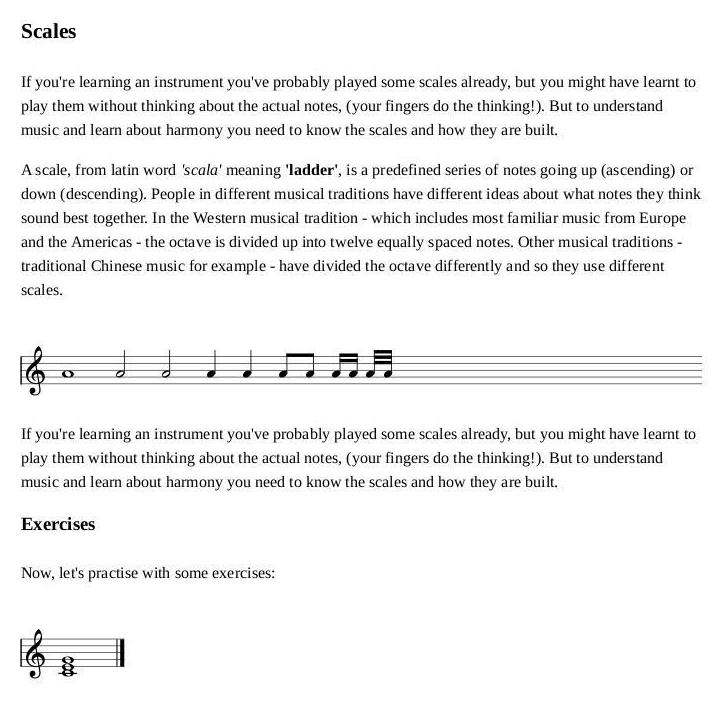 Scales
If you're learning an instrument you've probably played some scales already, but you might have learnt to
play them without thinking about the actual notes, (your fingers do the thinking!). But to understand
music and learn about harmony you need to know the scales and how they are built.
A scale, from latin word 'scala' meaning 'ladder', is a predefined series of notes going up (ascending) or
down (descending). People in different musical traditions have different ideas about what notes they think
sound best together. In the Western musical tradition - which includes most familiar music from Europe
and the Americas - the octave is divided up into twelve equally spaced notes. Other musical traditions -
traditional Chinese music for example - have divided the octave differently and so they use different
scales.
If you're learning an instrument you've probably played some scales already, but you might have learnt to
play them without thinking about the actual notes, (your fingers do the thinking!). But to understand
music and learn about harmony you need to know the scales and how they are built.
Exercises
Now, let's practise with some exercises: